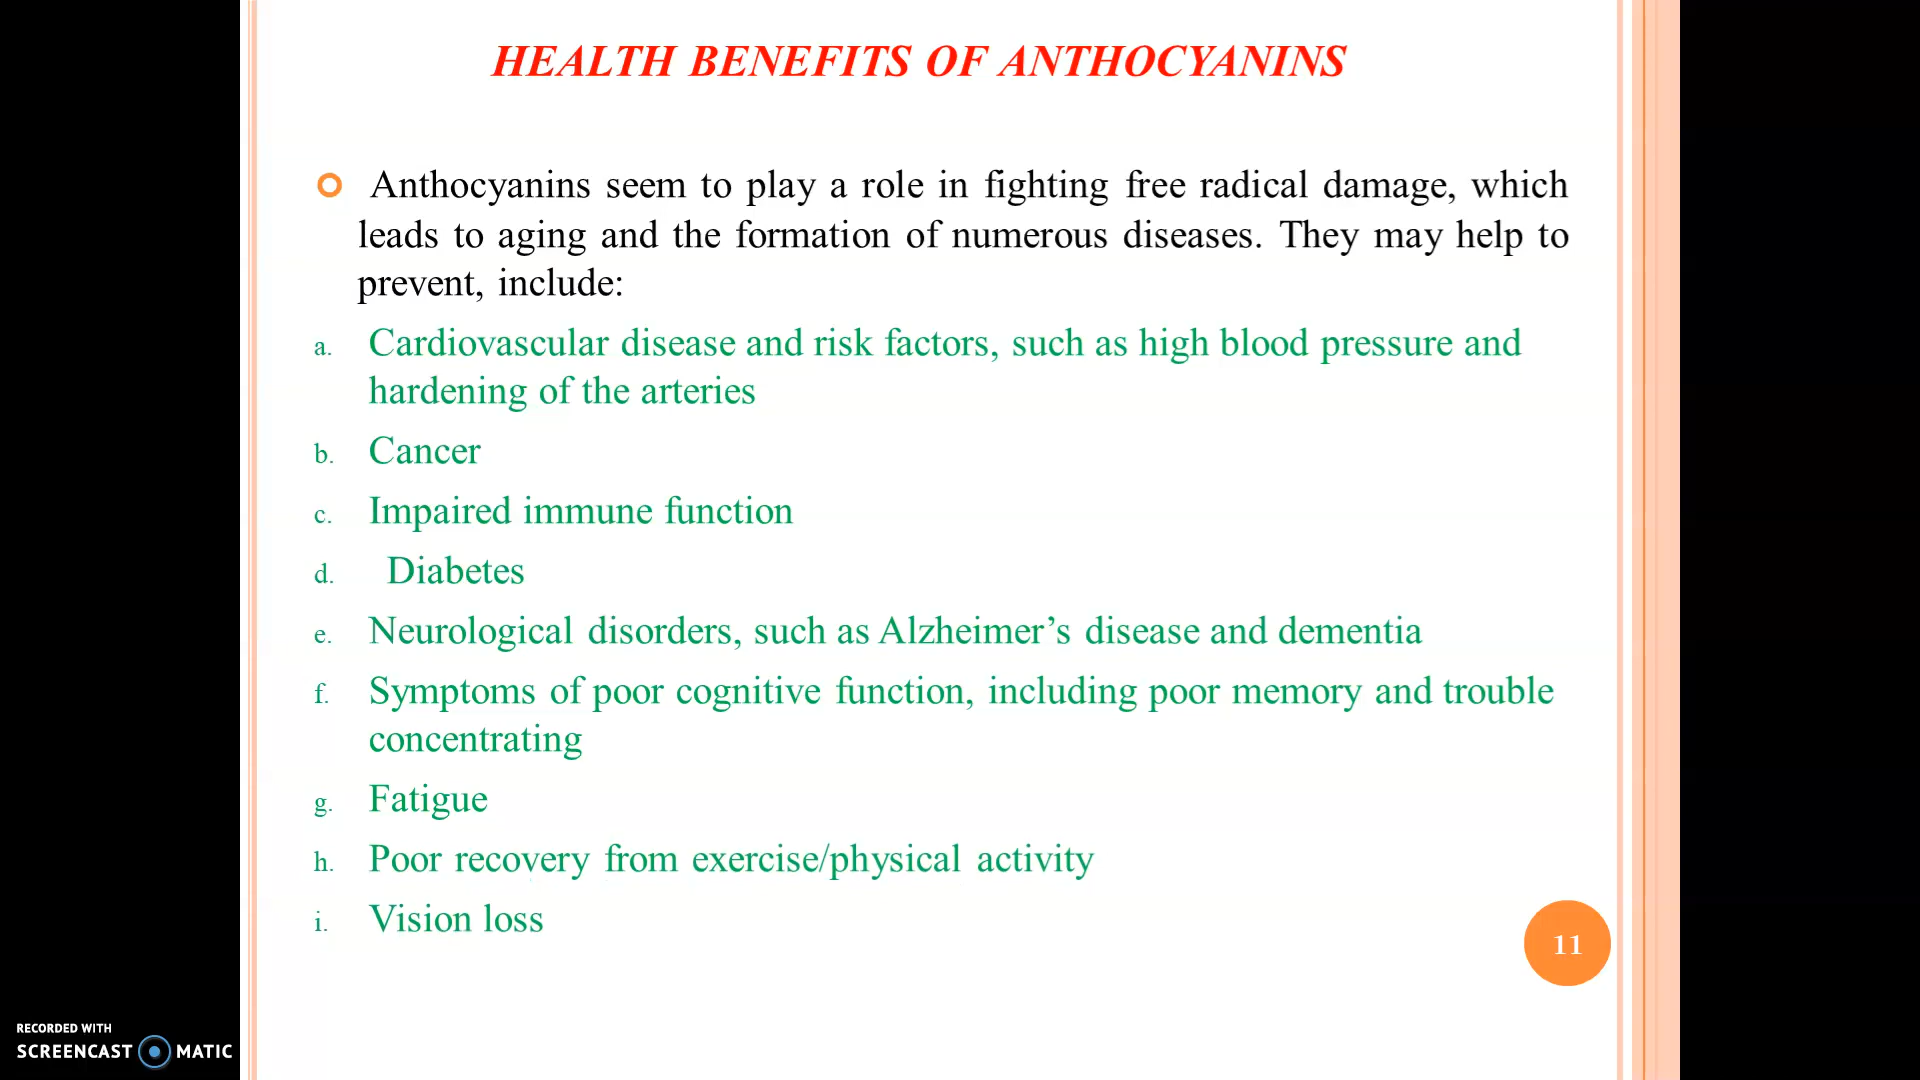 HEALTH BENEFITS OF ANTHOCYANINS
Anthocyanins seem to play a role in fighting free radical damage, which
leads to aging and the formation of numerous diseases. They may help to
prevent, include:
a. Cardiovascular disease and risk factors, such as high blood pressure and
hardening of the arteries
b. Cancer
c. Impaired immune function
d. Diabetes
e. Neurological disorders, such as Alzheimer’s disease and dementia
f. Symptoms of poor cognitive function, including poor memory and trouble
concentrating
g. Fatigue
h. Poor recovery from exercise/physical activity
i. Vision loss
11
RECORDED WITH
SCREENCAST MATIC